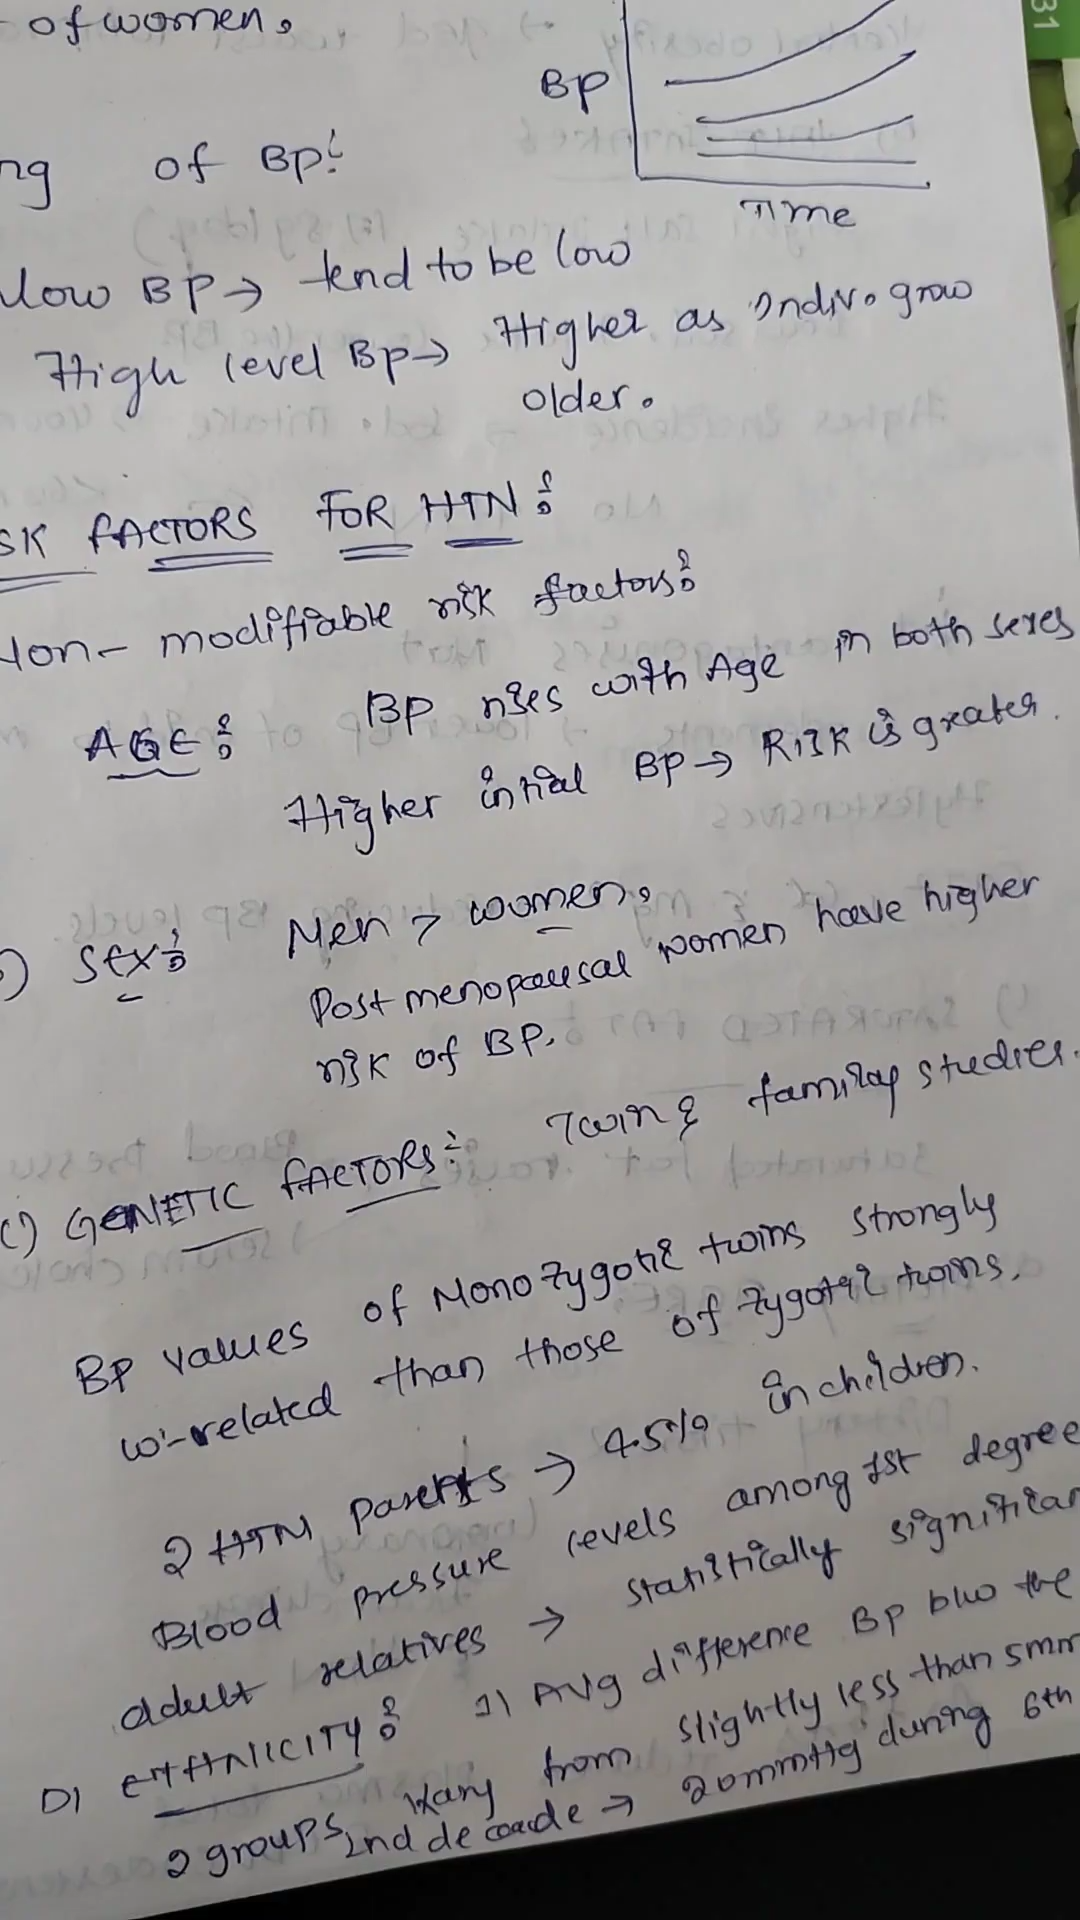 of women.
BP
Time
ng of BP:
low BP → tend to be low
High level BP → Higher as Indiv. grow
older.
SK FACTORS FOR HTN:
Non-modifiable risk factors:
AGE: BP rises with Age in both sexes
Higher initial BP → Risk is greater.
) Sex: Men > women.
Post menopausal women have higher
risk of BP.
C) GENETIC FACTORS: Twin & family studies.
BP values of Monozygotic twins strongly
co-related than those of zygotic twins.
2 HTN parents → 45% in children.
Blood pressure levels among 1st degree
adult relatives → statistically significan
D) ETHNICITY: 1) Avg difference BP b/w the
2 groups vary from slightly less than 5mm
2nd decade → 20mmHg during 6th
31